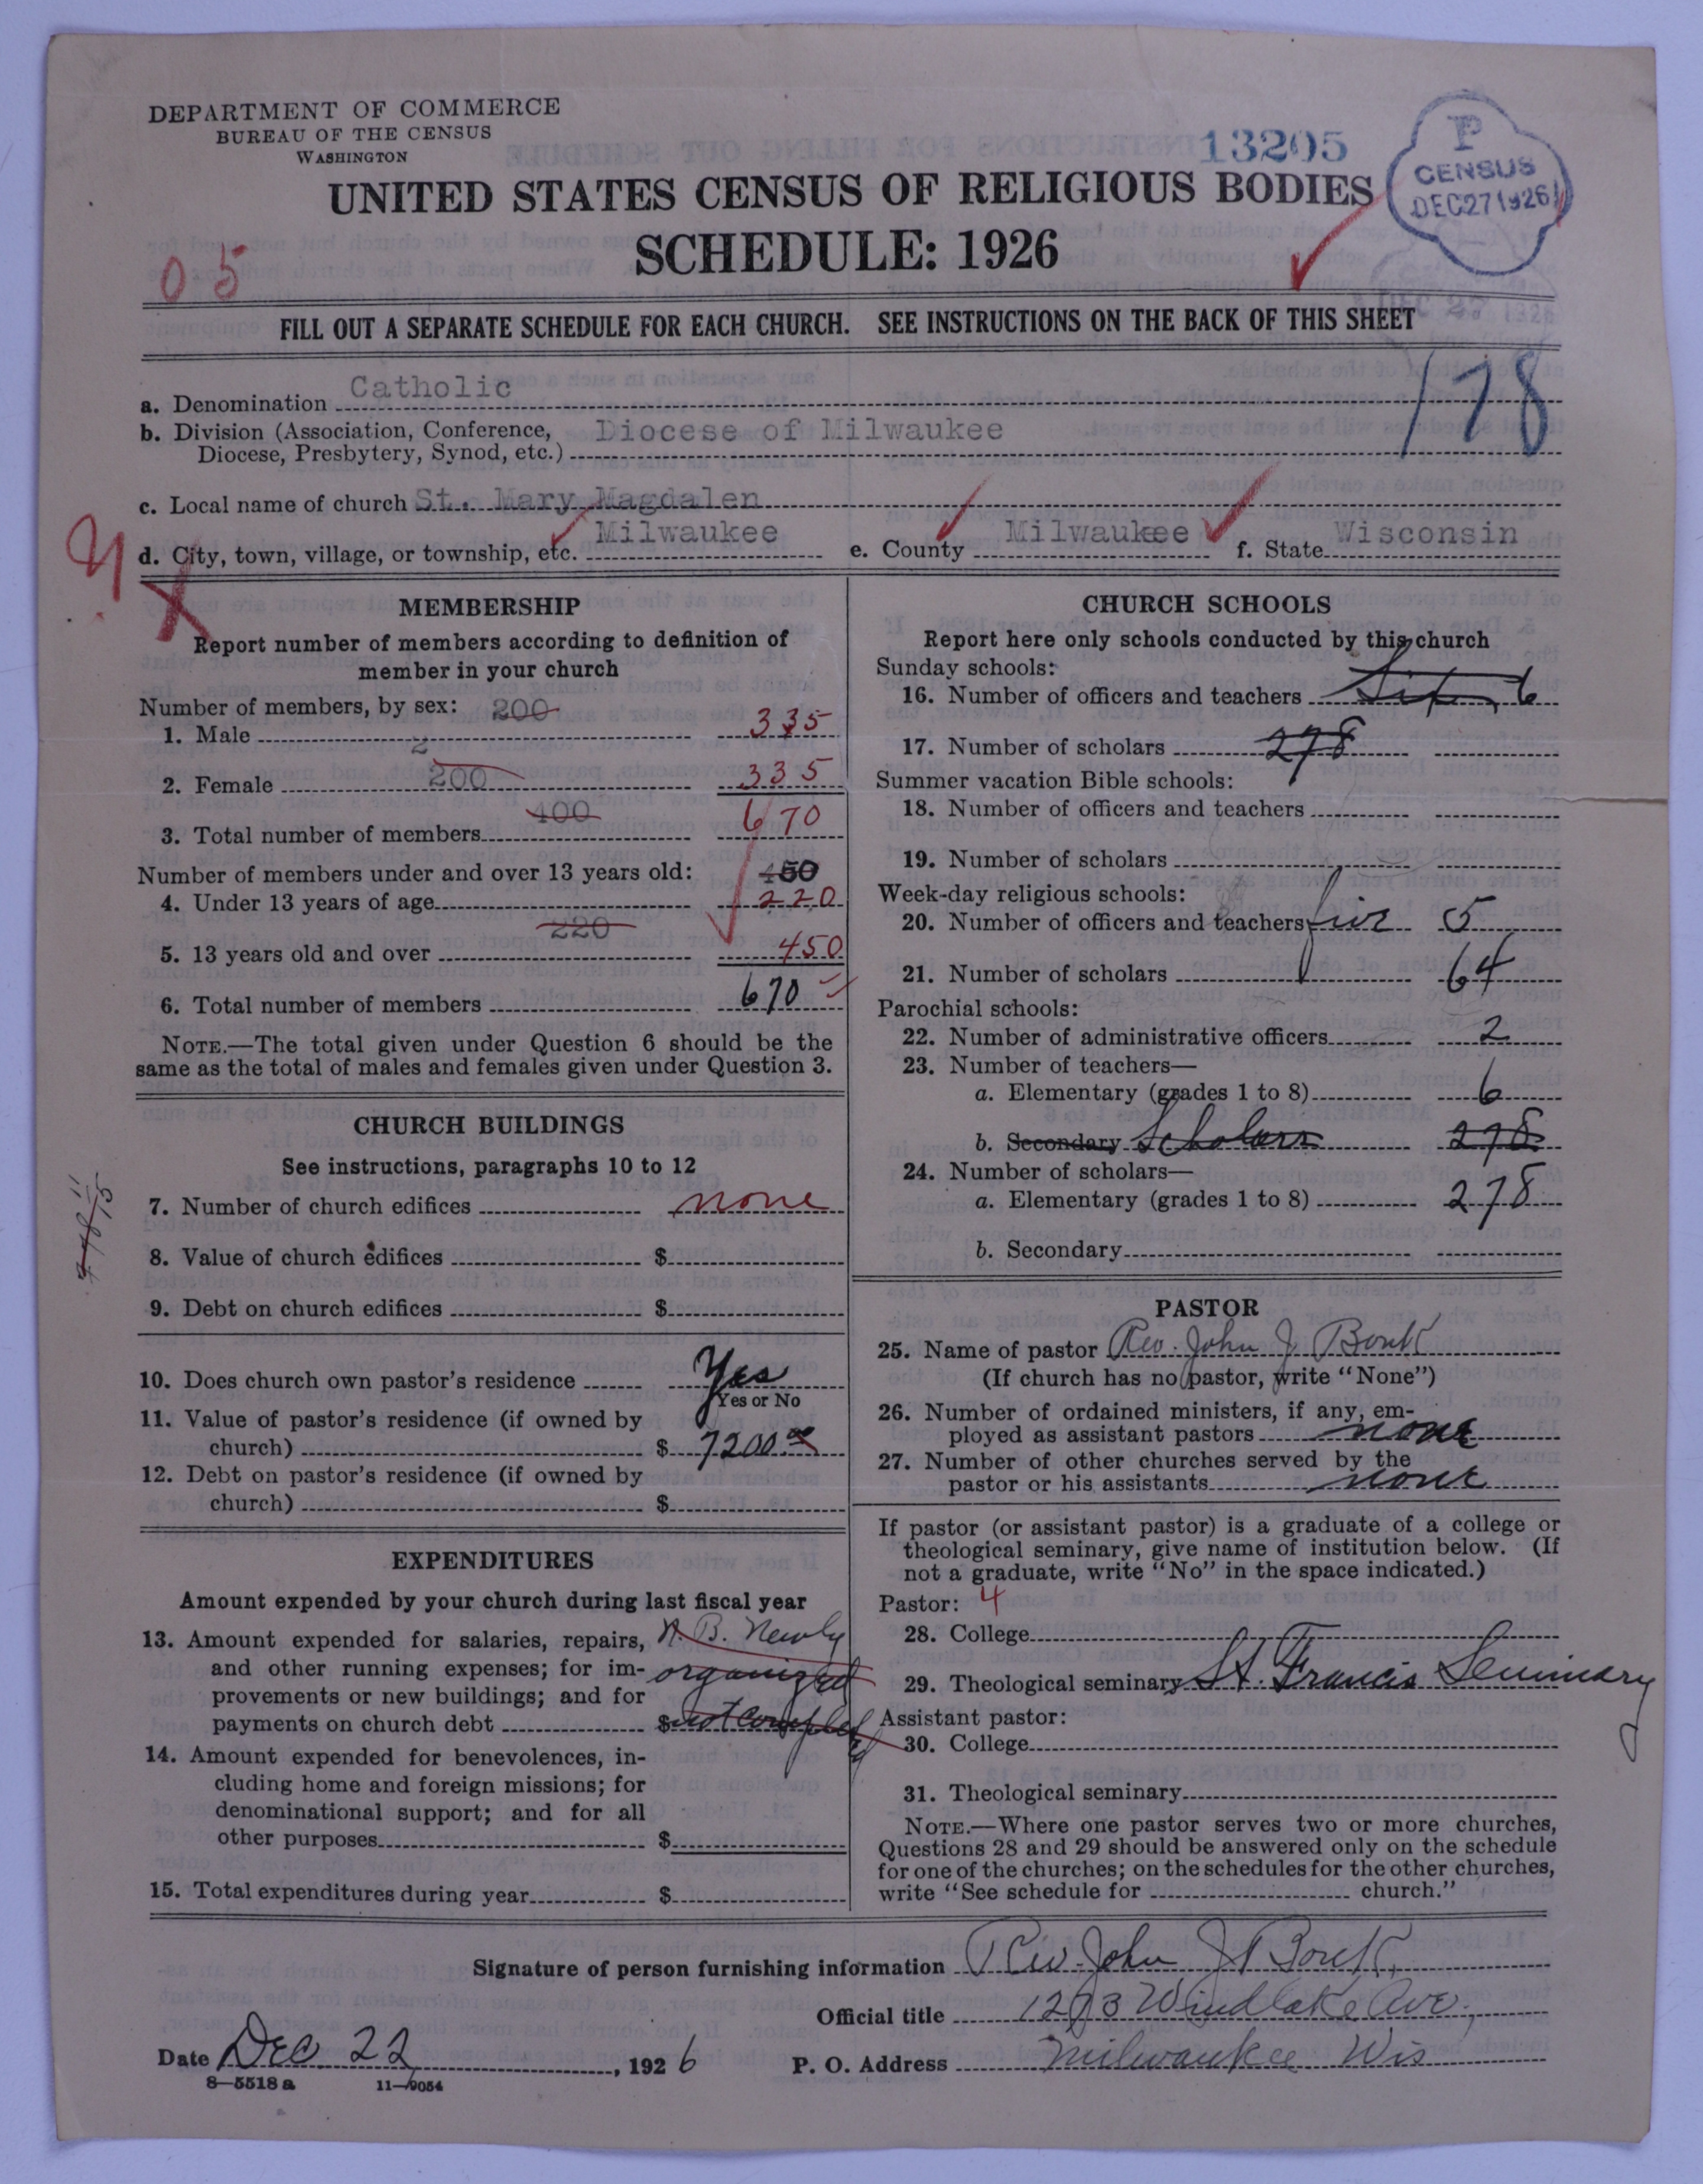 DEPARTMENT OF COMMERCE
BUREAU OF THE CENSUS
WASHINGTON
13205
P
CENSUS
DEC 27 1926
UNITED STATES CENSUS OF RELIGIOUS BODIES
SCHEDULE: 1926
0 5
FILL OUT A SEPARATE SCHEDULE FOR EACH CHURCH. SEE INSTRUCTIONS ON THE BACK OF THIS SHEET
178
a. Denomination Catholic
b. Division (Association, Conference, Diocese of Milwaukee
Diocese, Presbytery, Synod, etc.)
c. Local name of church St. Mary Magdalen
d. City, town, village, or township, etc. Milwaukee e. County Milwaukee f. State Wisconsin
MEMBERSHIP
Report number of members according to definition of
member in your church
Number of members, by sex: 200
1. Male 335
2. Female 200 335
3. Total number of members 400 670
Number of members under and over 13 years old: 450
4. Under 13 years of age 220
5. 13 years old and over 220 450
6. Total number of members 670
NOTE.—The total given under Question 6 should be the
same as the total of males and females given under Question 3.
CHURCH BUILDINGS
See instructions, paragraphs 10 to 12
7. Number of church edifices none
8. Value of church edifices $
9. Debt on church edifices $
10. Does church own pastor's residence Yes
Yes or No
11. Value of pastor's residence (if owned by
church) $ 7200.00
12. Debt on pastor's residence (if owned by
church) $
EXPENDITURES
Amount expended by your church during last fiscal year
13. Amount expended for salaries, repairs, N. B. Newly
and other running expenses; for im- organized
provements or new buildings; and for
payments on church debt $ not completed
14. Amount expended for benevolences, in-
cluding home and foreign missions; for
denominational support; and for all
other purposes $
15. Total expenditures during year $
CHURCH SCHOOLS
Report here only schools conducted by this church
Sunday schools:
16. Number of officers and teachers 6
17. Number of scholars 278
Summer vacation Bible schools:
18. Number of officers and teachers
19. Number of scholars
Week-day religious schools:
20. Number of officers and teachers five 5
21. Number of scholars 64
Parochial schools:
22. Number of administrative officers 2
23. Number of teachers—
a. Elementary (grades 1 to 8) 6
b. Secondary Scholars 278
24. Number of scholars—
a. Elementary (grades 1 to 8) 278
b. Secondary
PASTOR
25. Name of pastor Rev. John J Bonk
(If church has no pastor, write "None")
26. Number of ordained ministers, if any, em-
ployed as assistant pastors none
27. Number of other churches served by the
pastor or his assistants none
If pastor (or assistant pastor) is a graduate of a college or
theological seminary, give name of institution below. (If
not a graduate, write "No" in the space indicated.)
Pastor: 4
28. College
29. Theological seminary St. Francis Seminary
Assistant pastor:
30. College
31. Theological seminary
NOTE.—Where one pastor serves two or more churches,
Questions 28 and 29 should be answered only on the schedule
for one of the churches; on the schedules for the other churches,
write "See schedule for church."
Signature of person furnishing information Rev. John J Bonk
Official title 1203 Windlake Ave.
Date Dec 22, 1926 P. O. Address Milwaukee Wis
8—5518 a 11—9054